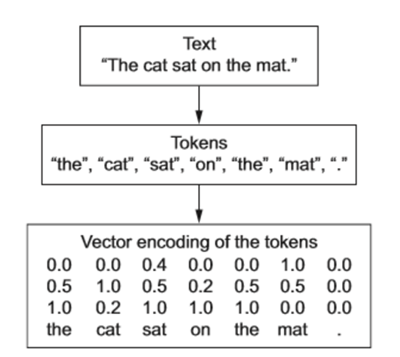 Text
“The cat sat on the mat.”
Tokens
“the”, “cat”, “sat”, “on”, “the”, “mat”, “.”
Vector encoding of the tokens
0.0 0.0 0.4 0.0 0.0 1.0 0.0
0.5 1.0 0.5 0.2 0.5 0.5 0.0
1.0 0.2 1.0 1.0 1.0 0.0 0.0
the cat sat on the mat .